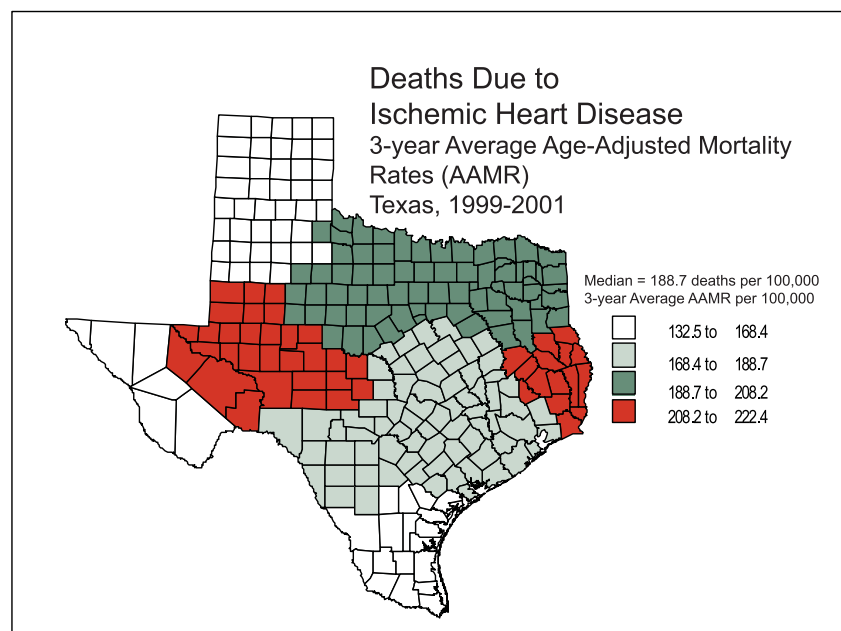 Deaths Due to
Ischemic Heart Disease
3-year Average Age-Adjusted Mortality
Rates (AAMR)
Texas, 1999-2001
Median = 188.7 deaths per 100,000
3-year Average AAMR per 100,000
132.5 to 168.4
168.4 to 188.7
188.7 to 208.2
208.2 to 222.4